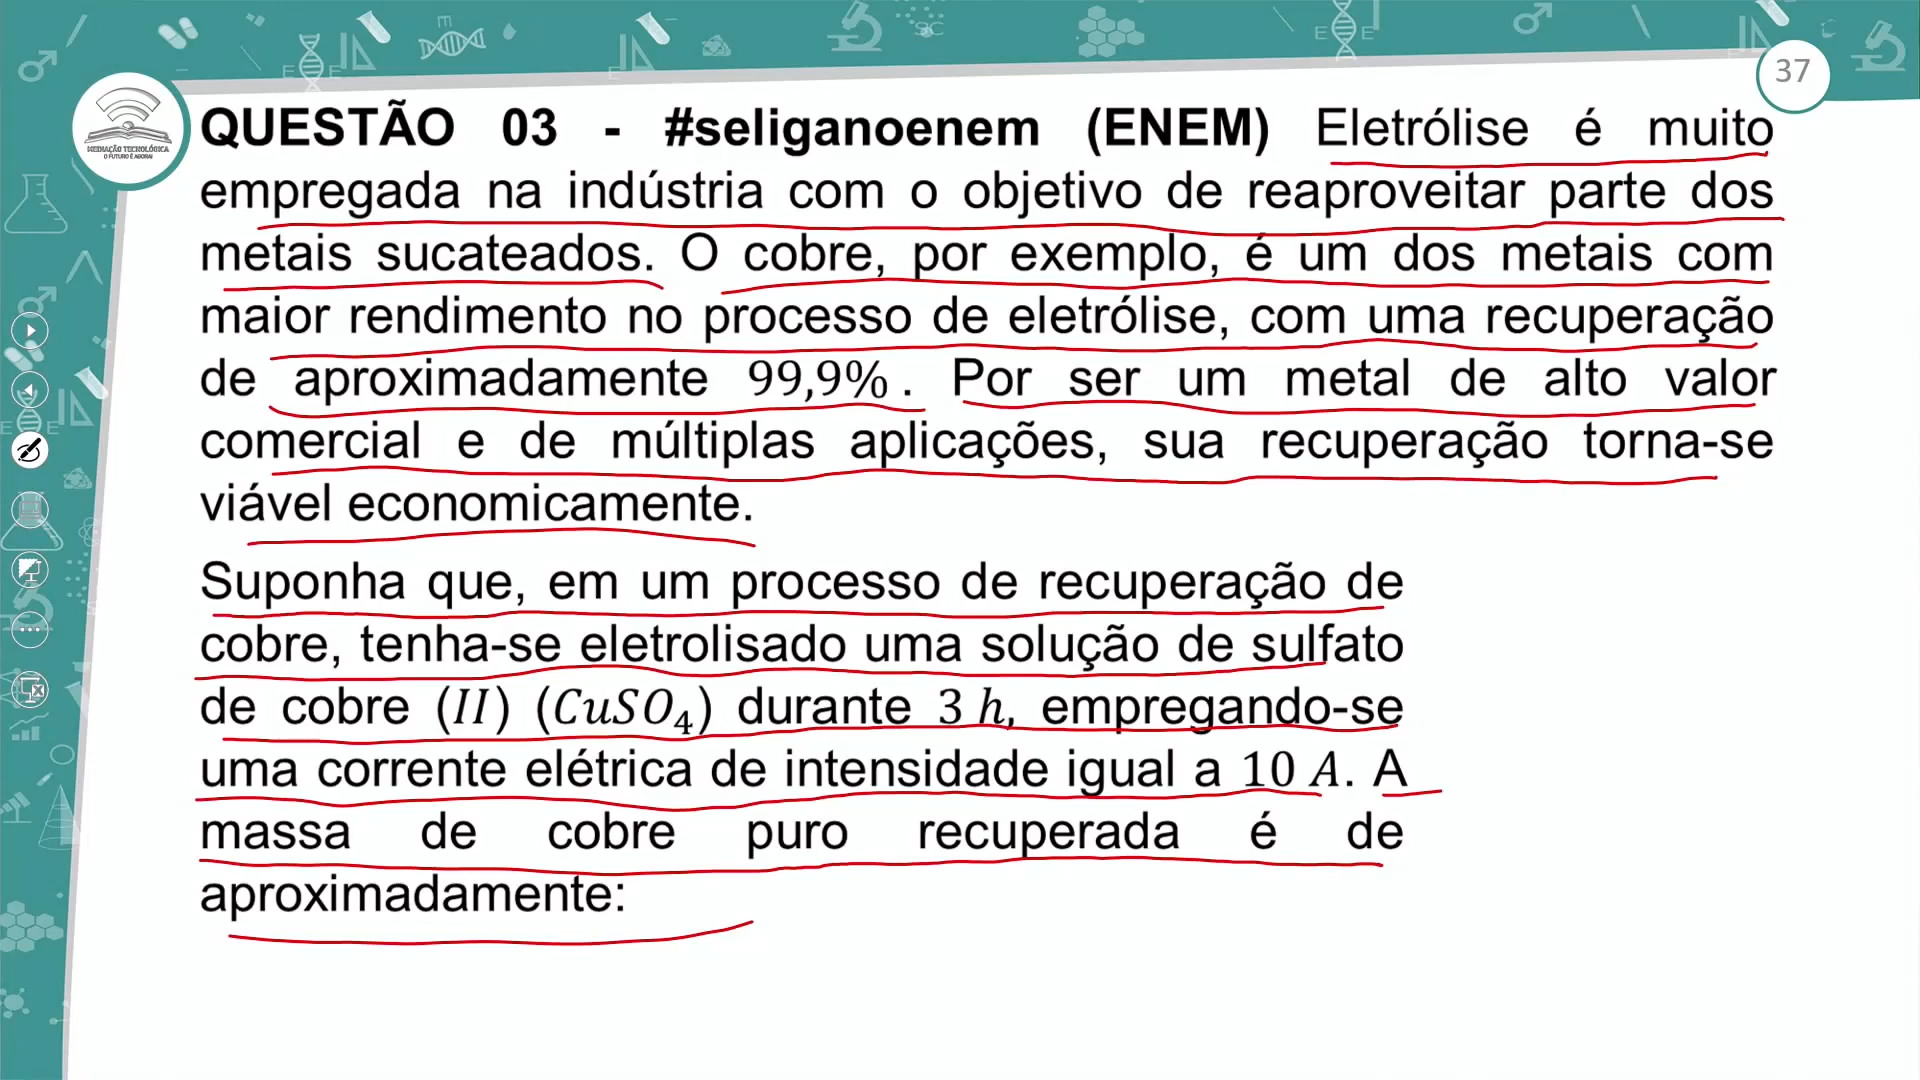 37
MEDIAÇÃO TECNOLÓGICA
O FUTURO É AGORA!
QUESTÃO 03 - #seliganoenem (ENEM) Eletrólise é muito
empregada na indústria com o objetivo de reaproveitar parte dos
metais sucateados. O cobre, por exemplo, é um dos metais com
maior rendimento no processo de eletrólise, com uma recuperação
de aproximadamente 99,9% . Por ser um metal de alto valor
comercial e de múltiplas aplicações, sua recuperação torna-se
viável economicamente.
Suponha que, em um processo de recuperação de
cobre, tenha-se eletrolisado uma solução de sulfato
de cobre (II) (CuSO₄) durante 3 h, empregando-se
uma corrente elétrica de intensidade igual a 10 A. A
massa de cobre puro recuperada é de
aproximadamente: